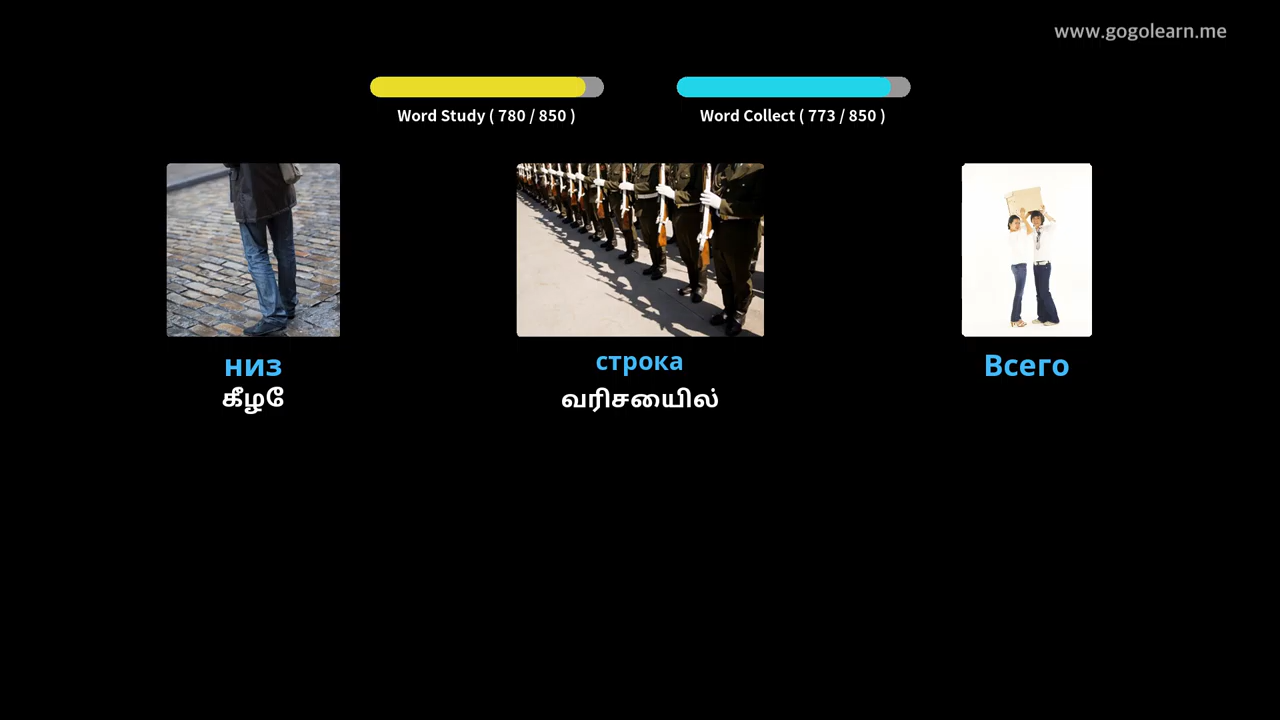 www.gogolearn.me
Word Study ( 780 / 850 )
Word Collect ( 773 / 850 )
низ
கீழே
строка
வரிசையில்
Всего